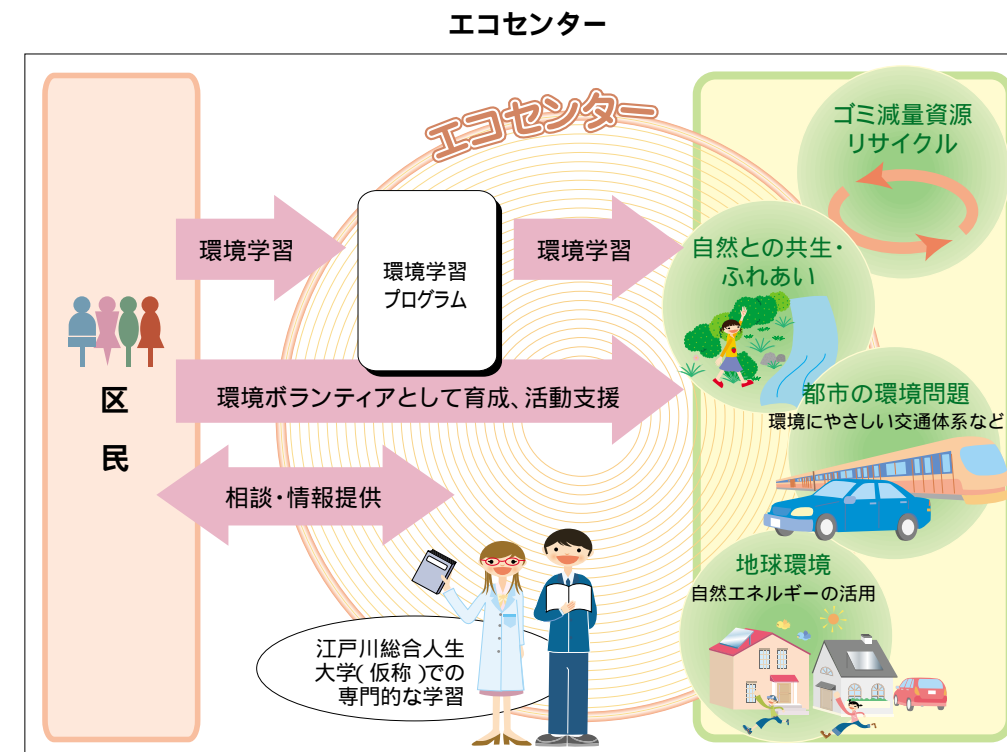 エコセンター
エコセンター
区
民
環境学習
環境学習
プログラム
環境学習
環境ボランティアとして育成、活動支援
相談・情報提供
江戸川総合人生
大学(仮称)での
専門的な学習
ゴミ減量資源
リサイクル
自然との共生・
ふれあい
都市の環境問題
環境にやさしい交通体系など
地球環境
自然エネルギーの活用